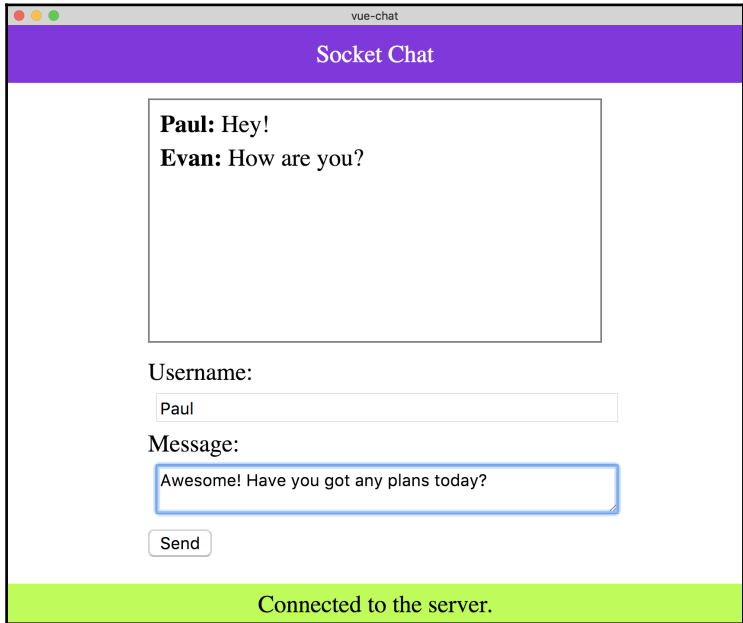 vue-chat
Socket Chat
Paul: Hey!
Evan: How are you?
Username:
Paul
Message:
Awesome! Have you got any plans today?
Send
Connected to the server.